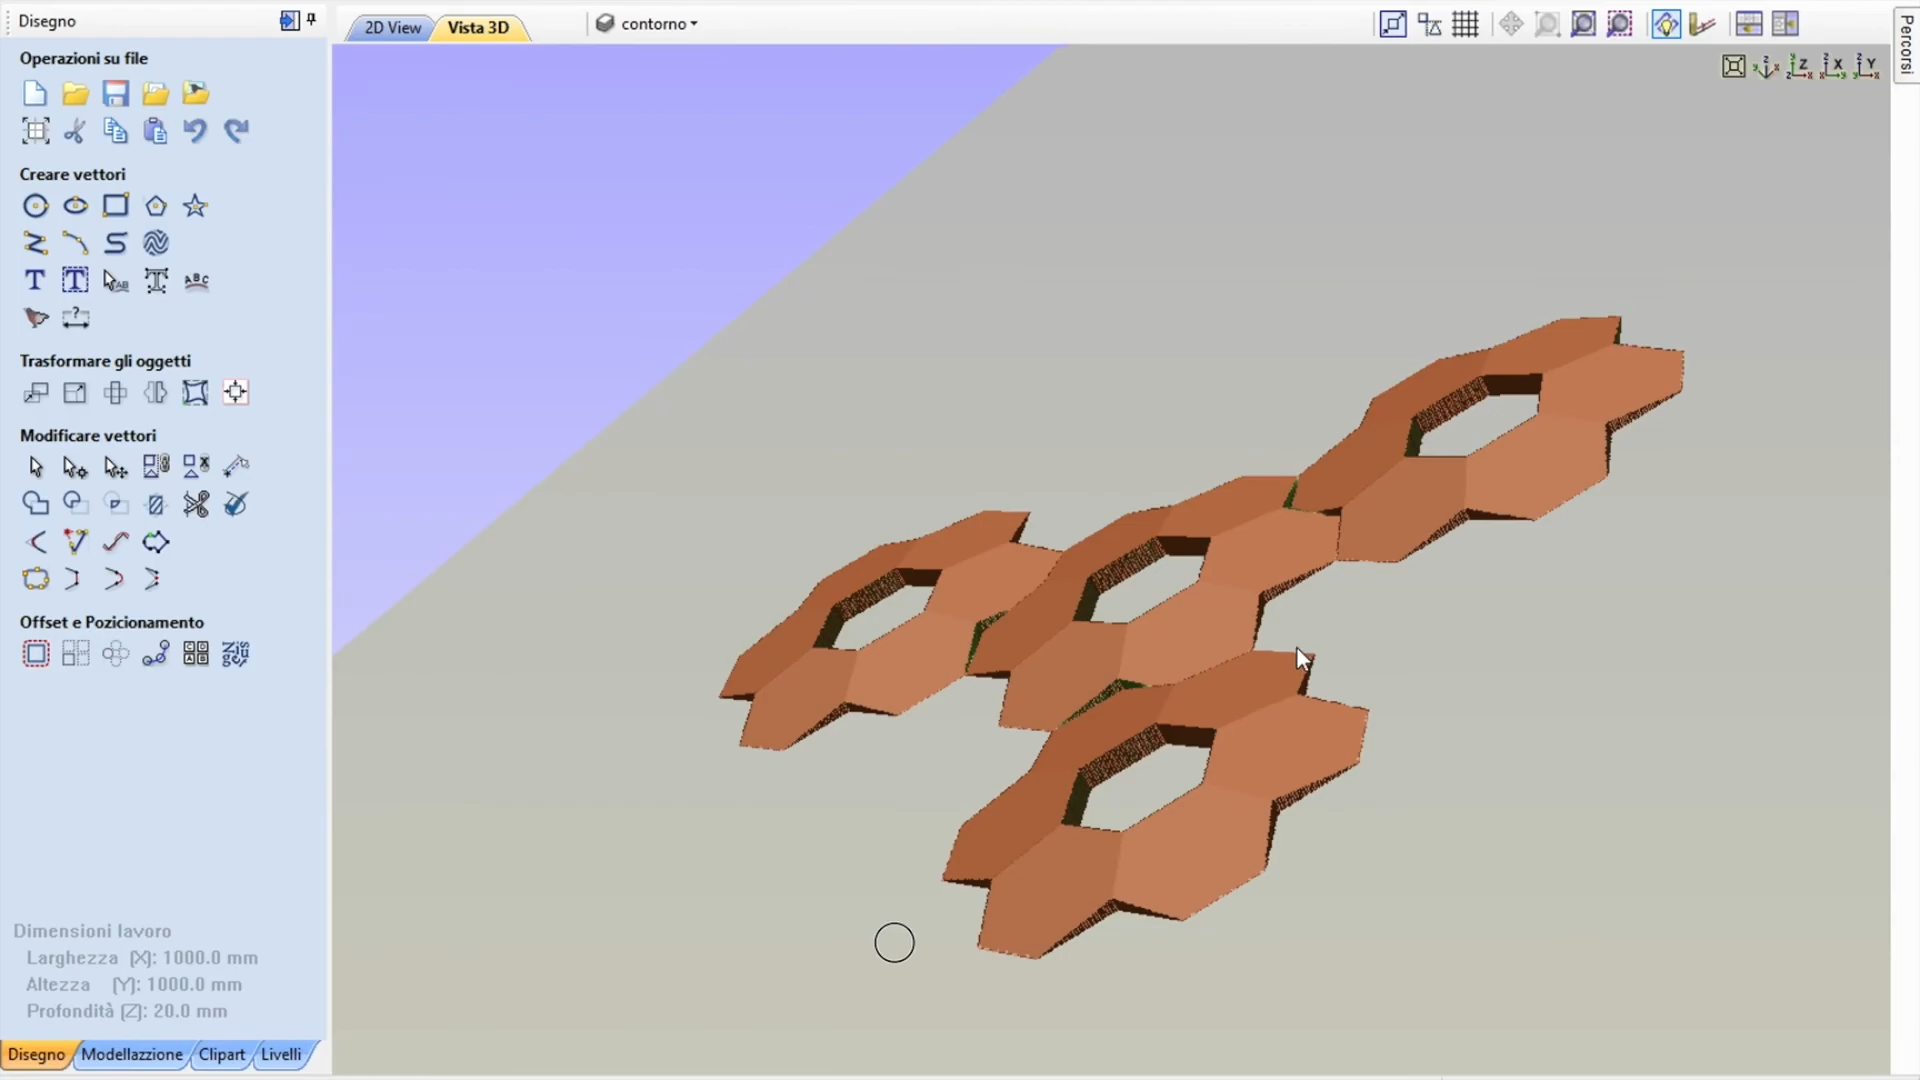 Disegno
Operazioni su file
Creare vettori
Trasformare gli oggetti
Modificare vettori
Offset e Pozicionamento
Dimensioni lavoro
Larghezza (X): 1000.0 mm
Altezza (Y): 1000.0 mm
Profondità (Z): 20.0 mm
Disegno Modellazzione Clipart Livelli
2D View Vista 3D contorno
Percorsi